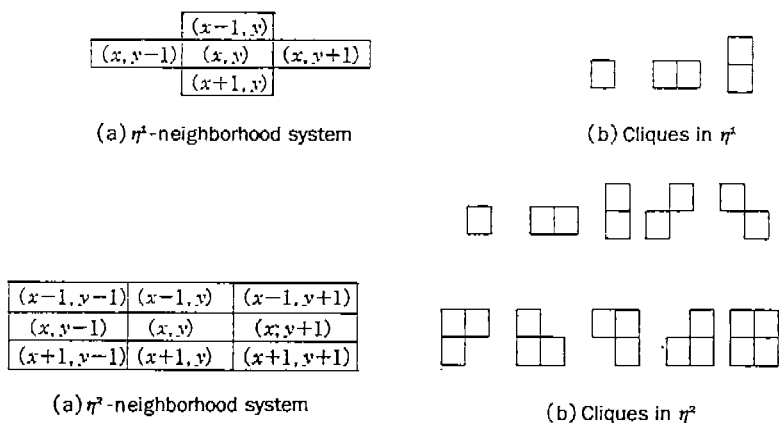 (x−1, y)
(x, y−1) (x, y) (x, y+1)
(x+1, y)
(a) η¹-neighborhood system
(b) Cliques in η¹
(x−1, y−1) (x−1, y) (x−1, y+1)
(x, y−1) (x, y) (x; y+1)
(x+1, y−1) (x+1, y) (x+1, y+1)
(a) η²-neighborhood system
(b) Cliques in η²